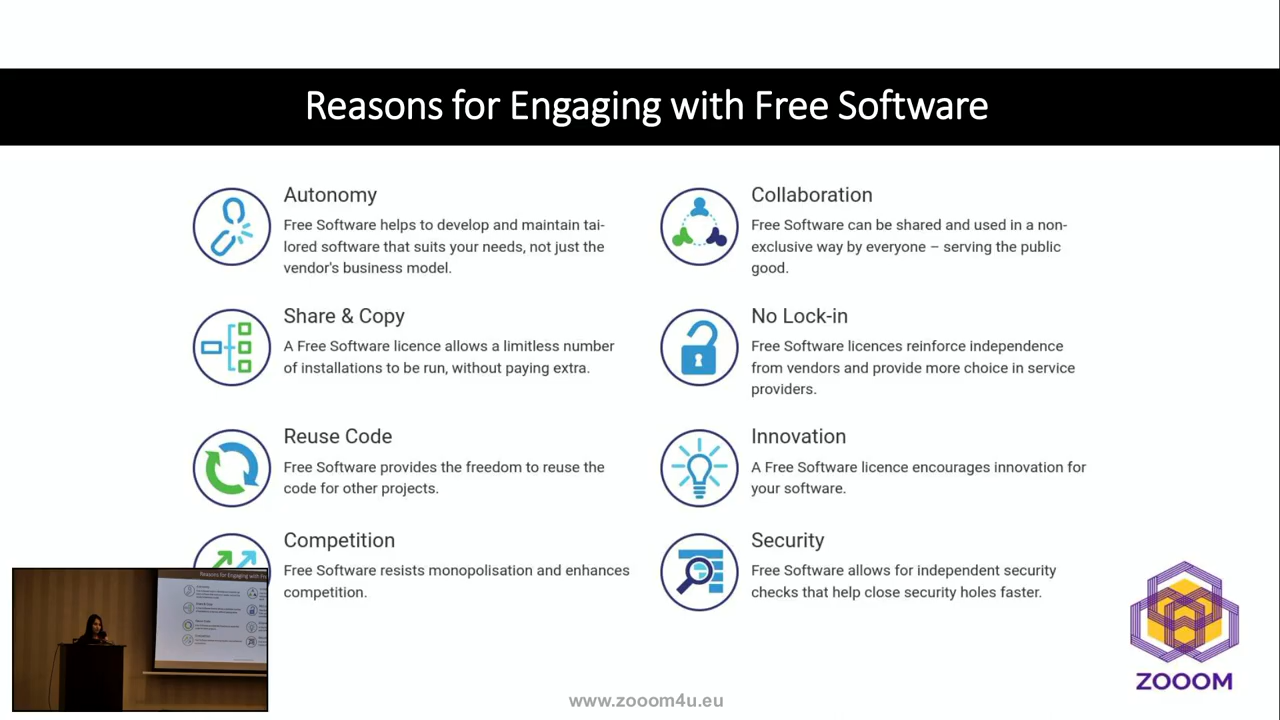 Reasons for Engaging with Free Software
Autonomy
Free Software helps to develop and maintain tai-
lored software that suits your needs, not just the
vendor's business model.
Collaboration
Free Software can be shared and used in a non-
exclusive way by everyone – serving the public
good.
Share & Copy
A Free Software licence allows a limitless number
of installations to be run, without paying extra.
No Lock-in
Free Software licences reinforce independence
from vendors and provide more choice in service
providers.
Reuse Code
Free Software provides the freedom to reuse the
code for other projects.
Innovation
A Free Software licence encourages innovation for
your software.
Competition
Free Software resists monopolisation and enhances
competition.
Security
Free Software allows for independent security
checks that help close security holes faster.
Reasons for Engaging with Fre
ZOOOM
www.zooom4u.eu